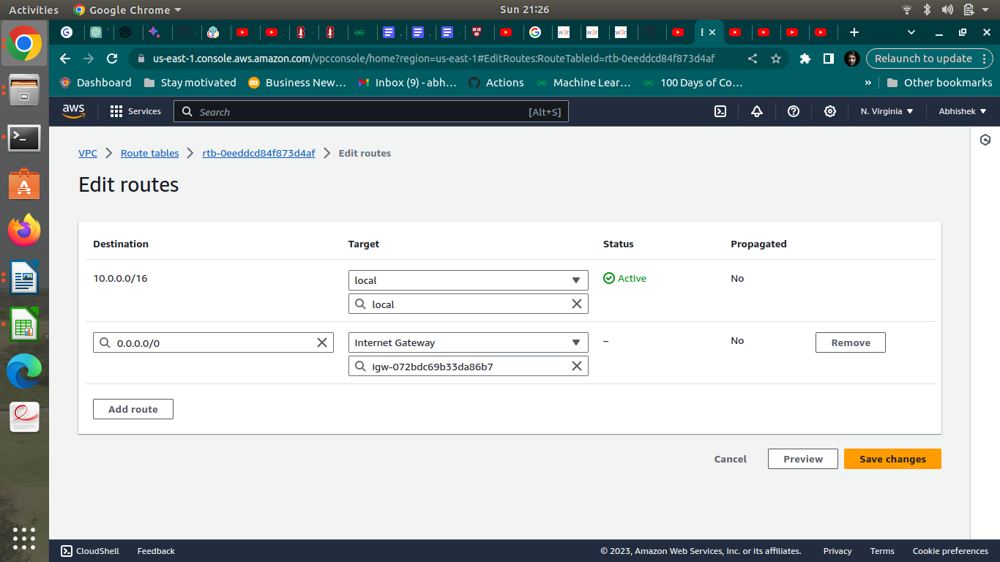 Activities Google Chrome Sun 21:26
us-east-1.console.aws.amazon.com/vpcconsole/home?region=us-east-1#EditRoutes:RouteTableId=rtb-0eeddcd84f873d4af Relaunch to update
Dashboard Stay motivated Business New… Inbox (9) - abh… Actions Machine Lear… 100 Days of Co… » Other bookmarks
aws Services Search [Alt+S] N. Virginia Abhishek
VPC Route tables rtb-0eeddcd84f873d4af Edit routes
Edit routes
Destination Target Status Propagated
10.0.0.0/16 local Active No
local
0.0.0.0/0 Internet Gateway – No Remove
igw-072bdc69b33da86b7
Add route
Cancel Preview Save changes
CloudShell Feedback © 2023, Amazon Web Services, Inc. or its affiliates. Privacy Terms Cookie preferences